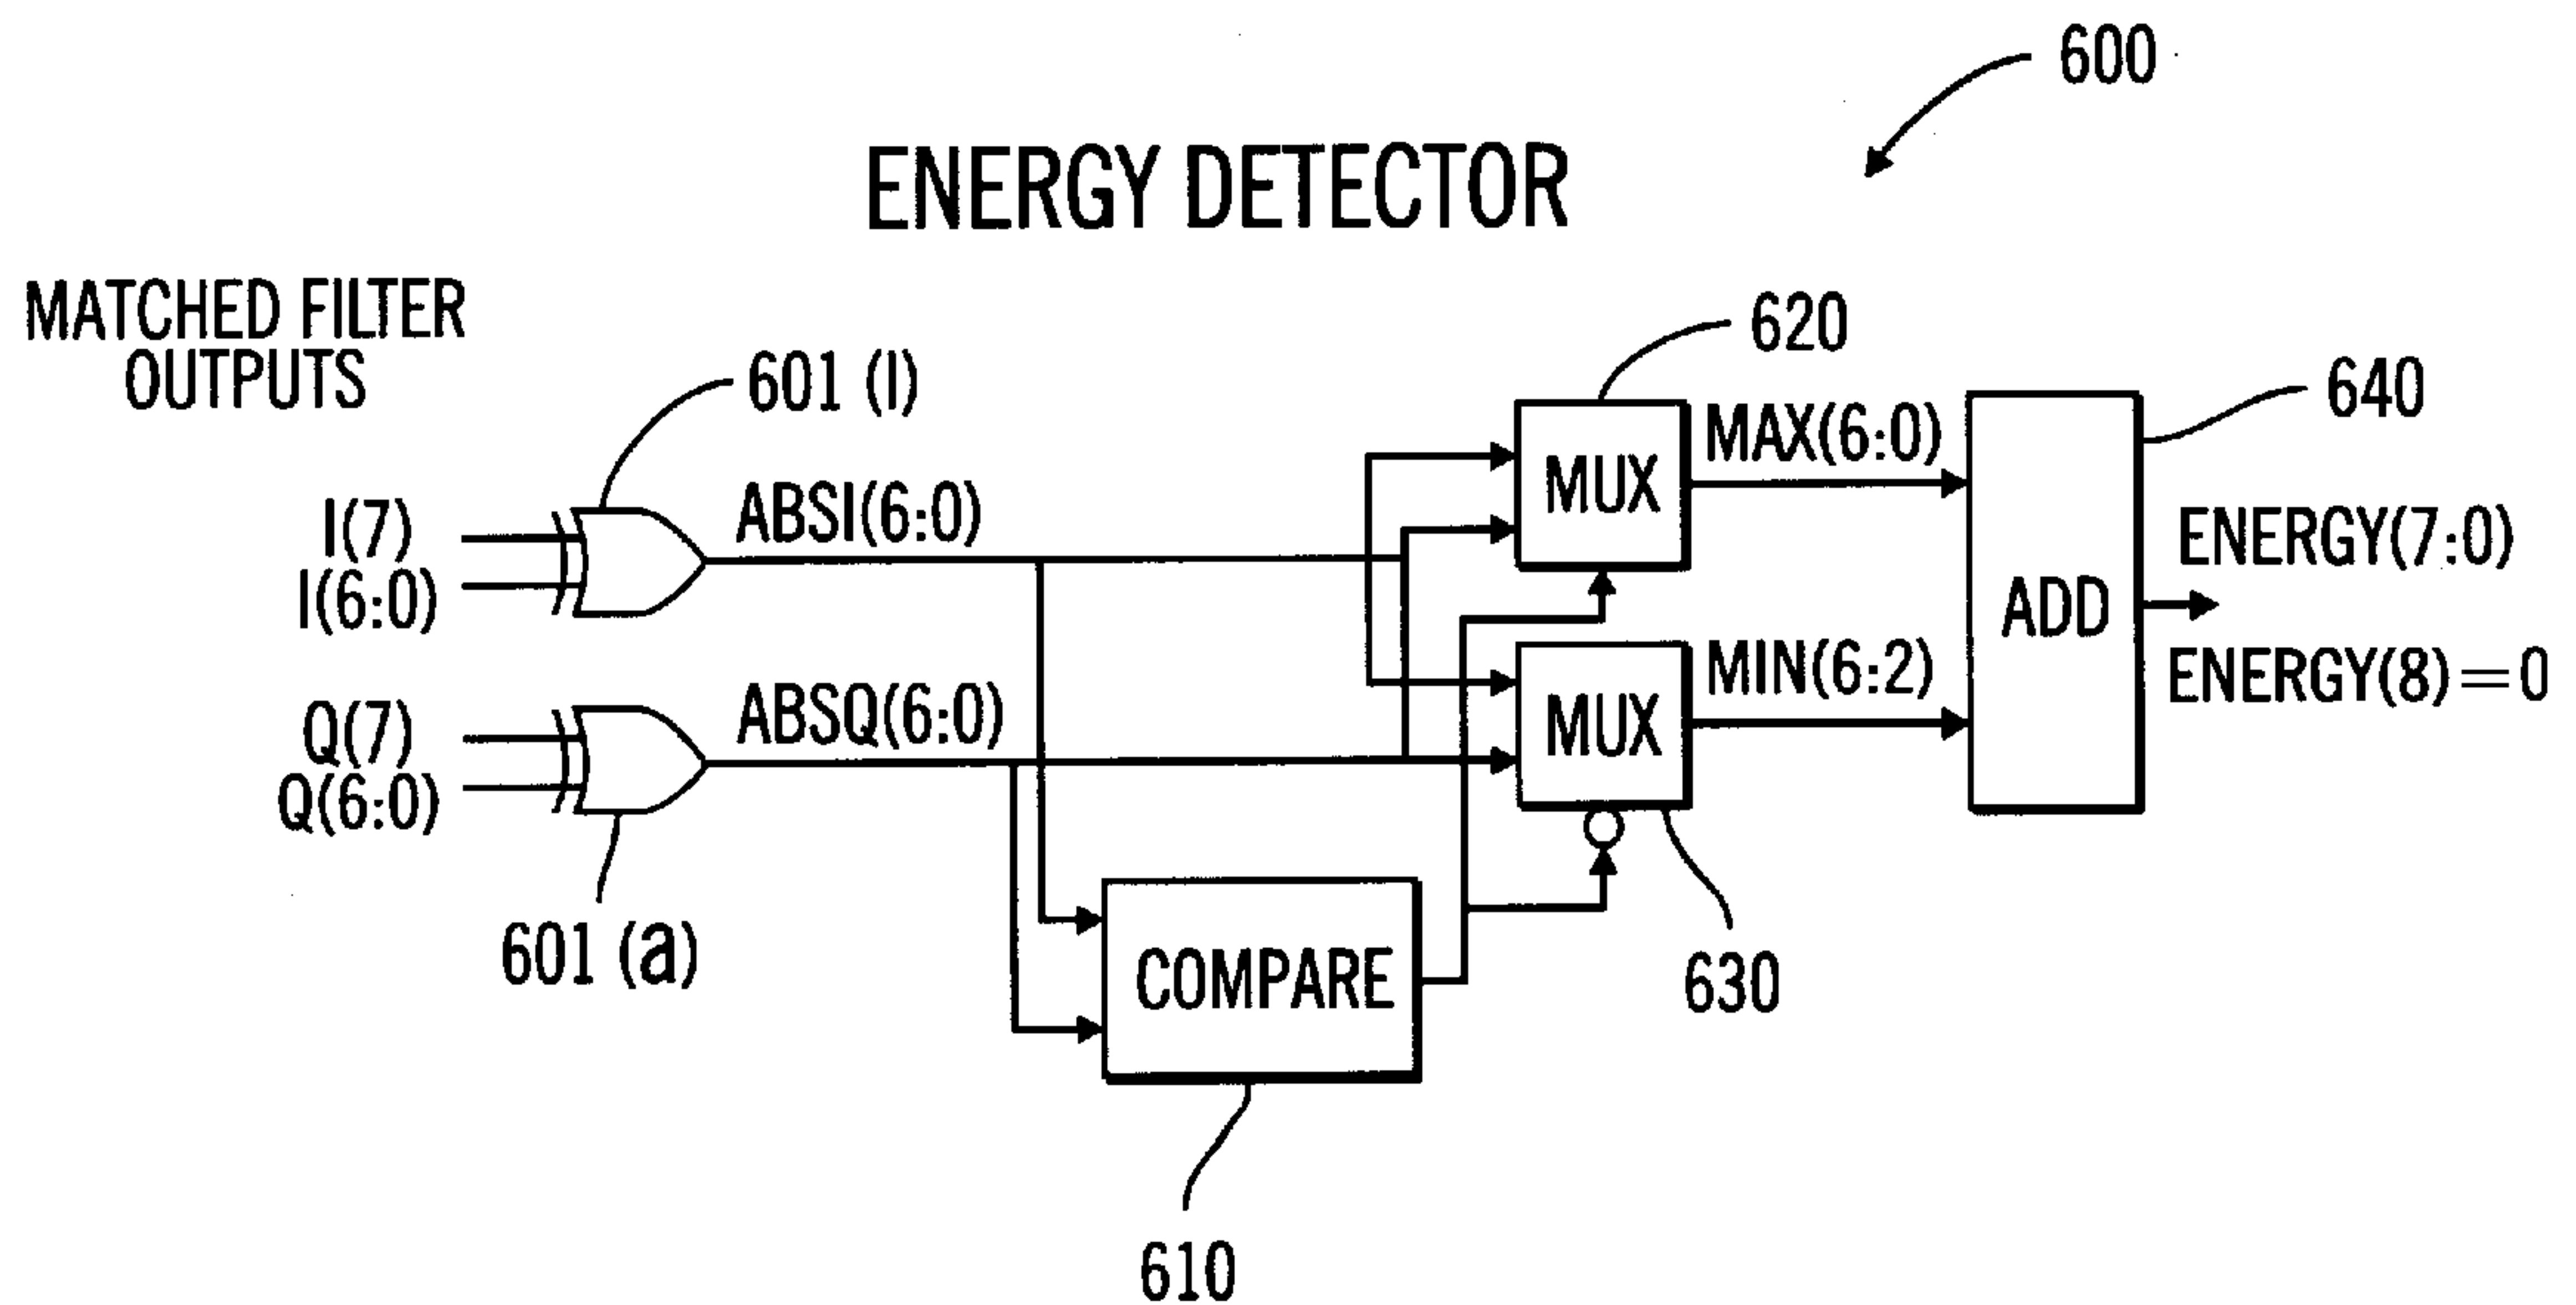 600
ENERGY DETECTOR
MATCHED FILTER
OUTPUTS
601 (I)
620
640
I(7)
I(6:0)
ABSI(6:0)
MUX
MAX(6:0)
ADD
ENERGY(7:0)
ENERGY(8)=0
Q(7)
Q(6:0)
ABSQ(6:0)
MUX
MIN(6:2)
601 (a)
COMPARE
630
610